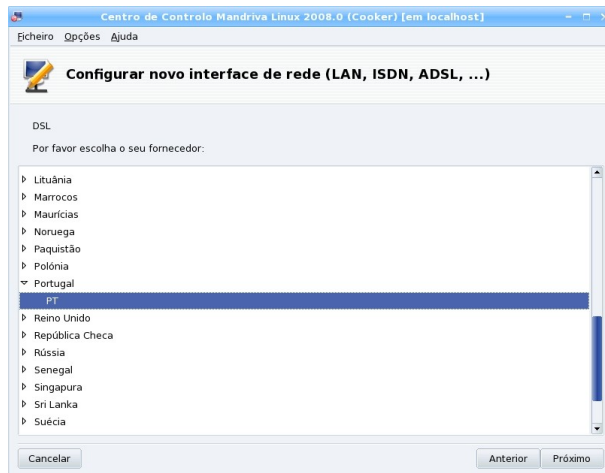 Centro de Controlo Mandriva Linux 2008.0 (Cooker) [em localhost]
Ficheiro Opções Ajuda
Configurar novo interface de rede (LAN, ISDN, ADSL, ...)
DSL
Por favor escolha o seu fornecedor:
Lituânia
Marrocos
Maurícias
Noruega
Paquistão
Polónia
Portugal
PT
Reino Unido
República Checa
Rússia
Senegal
Singapura
Sri Lanka
Suécia
Cancelar Anterior Próximo